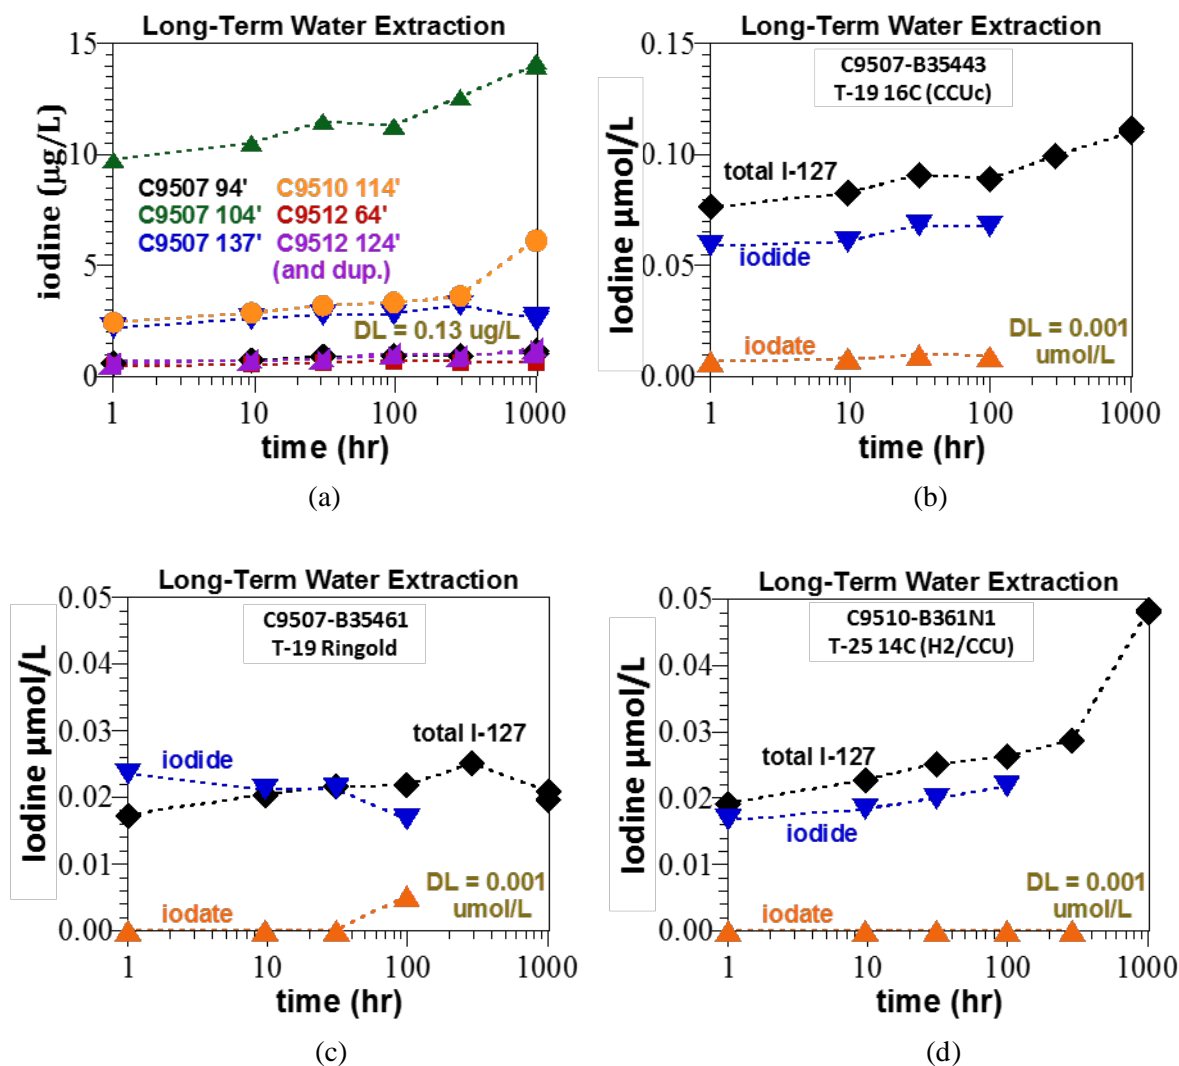 Long-Term Water Extraction
15
10
5
0
iodine (µg/L)
C9507 94' C9510 114'
C9507 104' C9512 64'
C9507 137' C9512 124'
(and dup.)
DL = 0.13 ug/L
1 10 100 1000
time (hr)
(a)
Long-Term Water Extraction
0.15
0.10
0.05
0.00
Iodine µmol/L
C9507-B35443
T-19 16C (CCUc)
total I-127
iodide
iodate
DL = 0.001
umol/L
1 10 100 1000
time (hr)
(b)
Long-Term Water Extraction
0.05
0.04
0.03
0.02
0.01
0.00
Iodine µmol/L
C9507-B35461
T-19 Ringold
total I-127
iodide
iodate
DL = 0.001
umol/L
1 10 100 1000
time (hr)
(c)
Long-Term Water Extraction
0.05
0.04
0.03
0.02
0.01
0.00
Iodine µmol/L
C9510-B361N1
T-25 14C (H2/CCU)
total I-127
iodide
iodate
DL = 0.001
umol/L
1 10 100 1000
time (hr)
(d)